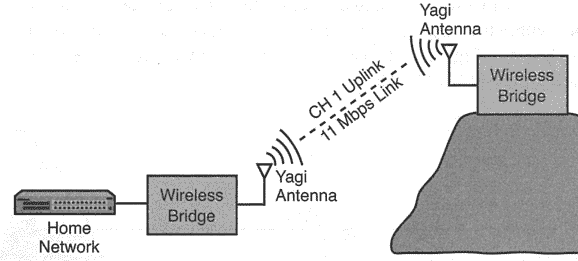 Yagi
Antenna
Wireless
Bridge
CH 1 Uplink
11 Mbps Link
Yagi
Antenna
Wireless
Bridge
Home
Network